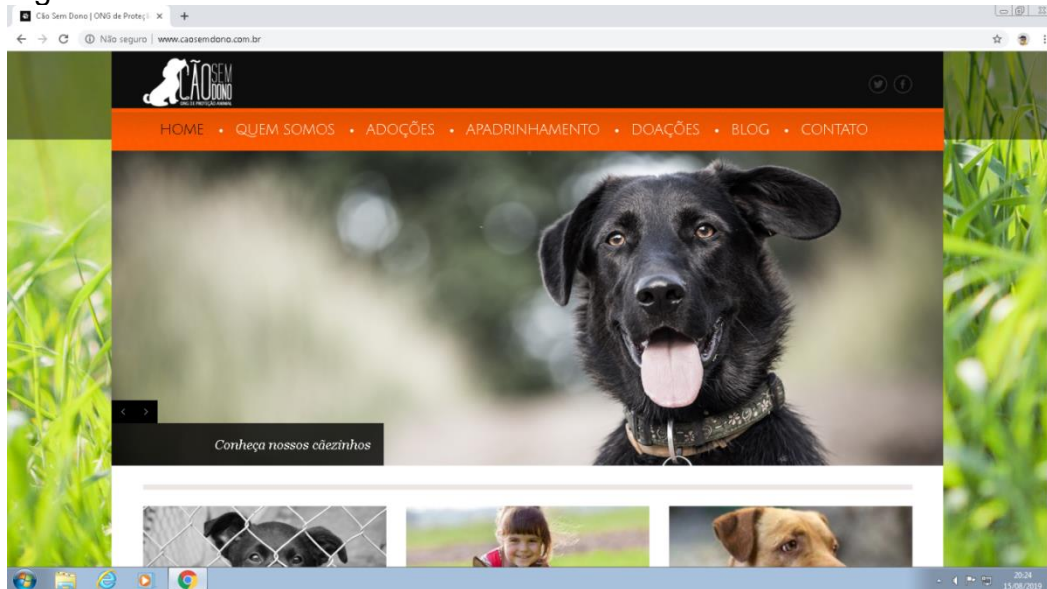 Cão Sem Dono | ONG de Proteçã
Não seguro | www.caosemdono.com.br
CÃO SEM DONO
ONG DE PROTEÇÃO ANIMAL
HOME • QUEM SOMOS • ADOÇÕES • APADRINHAMENTO • DOAÇÕES • BLOG • CONTATO
Conheça nossos cãezinhos
20:24
15/08/2019